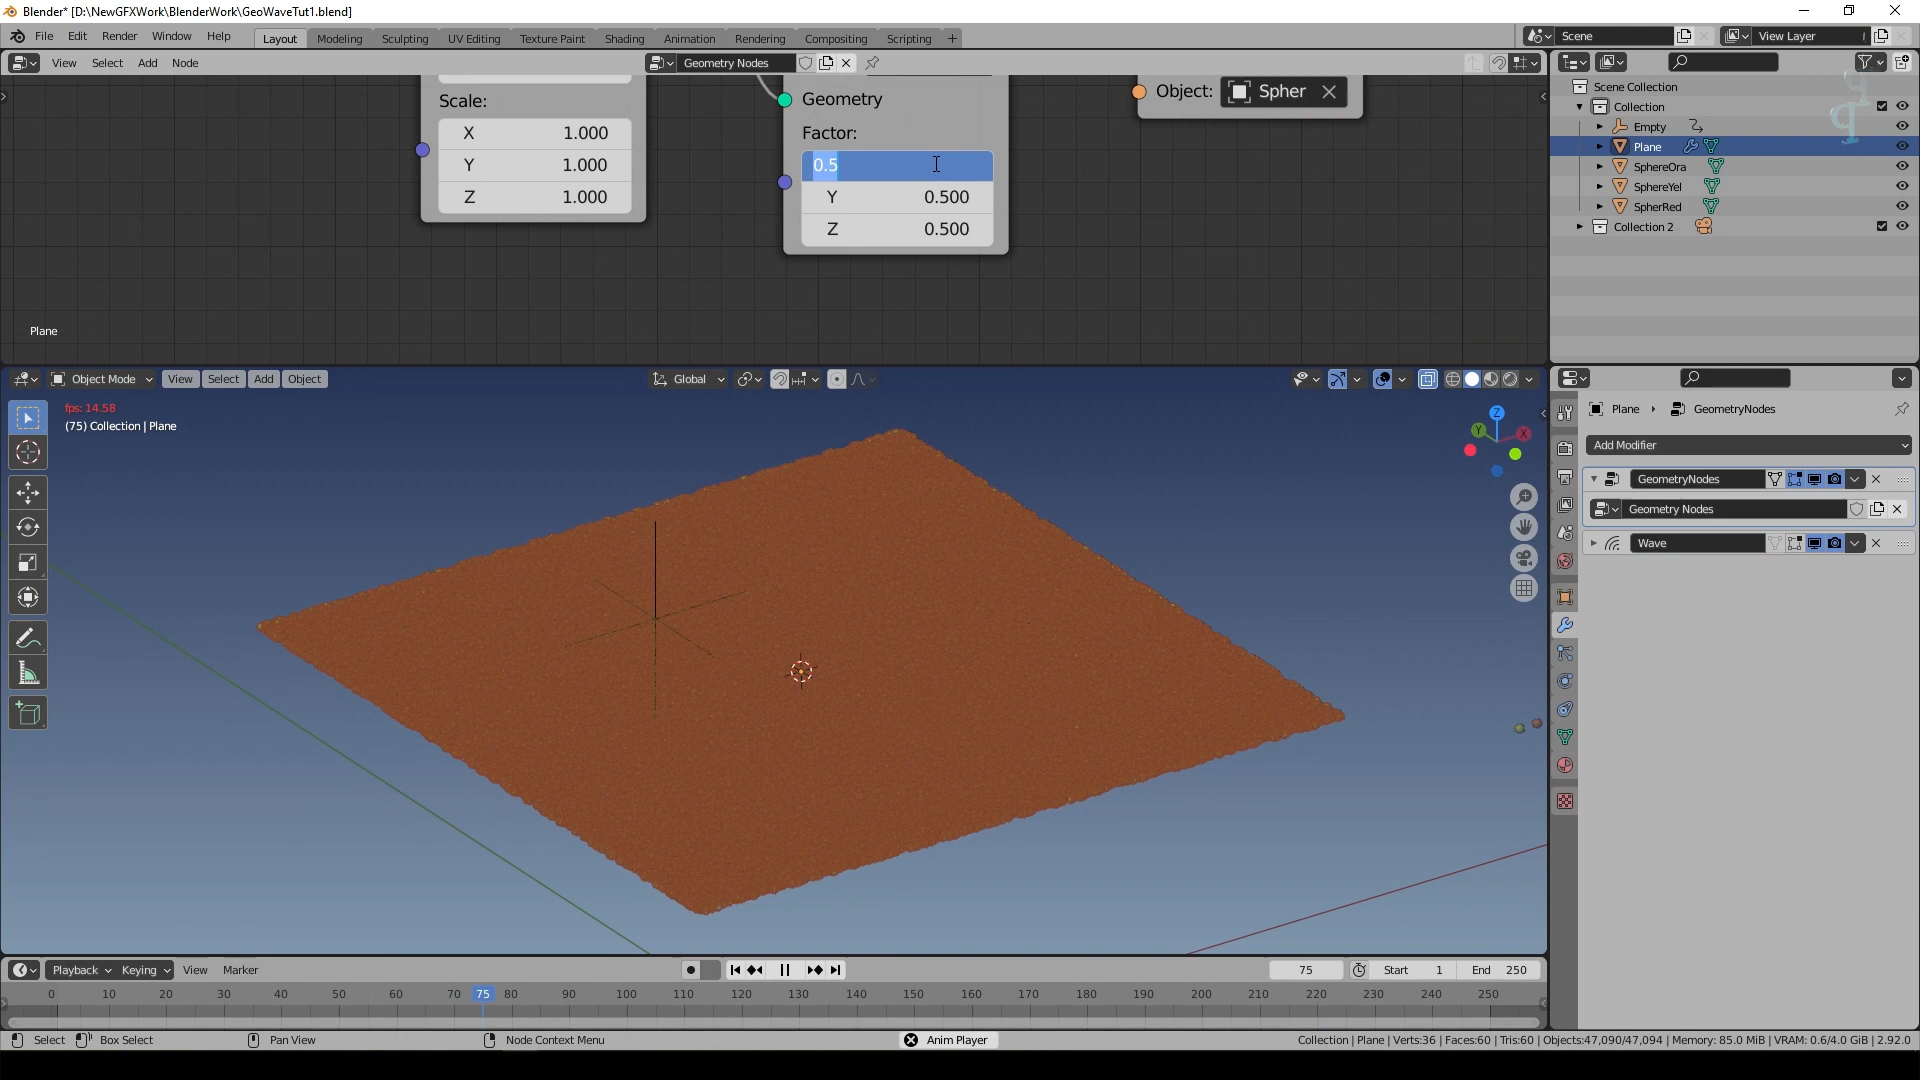 Blender* [D:\NewGFXWork\BlenderWork\GeoWaveTut1.blend]
File Edit Render Window Help Layout Modeling Sculpting UV Editing Texture Paint Shading Animation Rendering Compositing Scripting + Scene View Layer
View Select Add Node Geometry Nodes
Scale:
X 1.000
Y 1.000
Z 1.000
Geometry
Factor:
0.5
Y 0.500
Z 0.500
Object: Spher
Plane
Scene Collection
Collection
Empty
Plane
SphereOra
SphereYel
SpherRed
Collection 2
Object Mode View Select Add Object Global
fps: 14.58
(75) Collection | Plane
Z
Y
X
Plane GeometryNodes
Add Modifier
GeometryNodes
Geometry Nodes
Wave
Playback Keying View Marker 75 Start 1 End 250
0 10 20 30 40 50 60 70 75 80 90 100 110 120 130 140 150 160 170 180 190 200 210 220 230 240 250
Select Box Select Pan View Node Context Menu Anim Player Collection | Plane | Verts:36 | Faces:60 | Tris:60 | Objects:47,090/47,094 | Memory: 85.0 MiB | VRAM: 0.6/4.0 GiB | 2.92.0